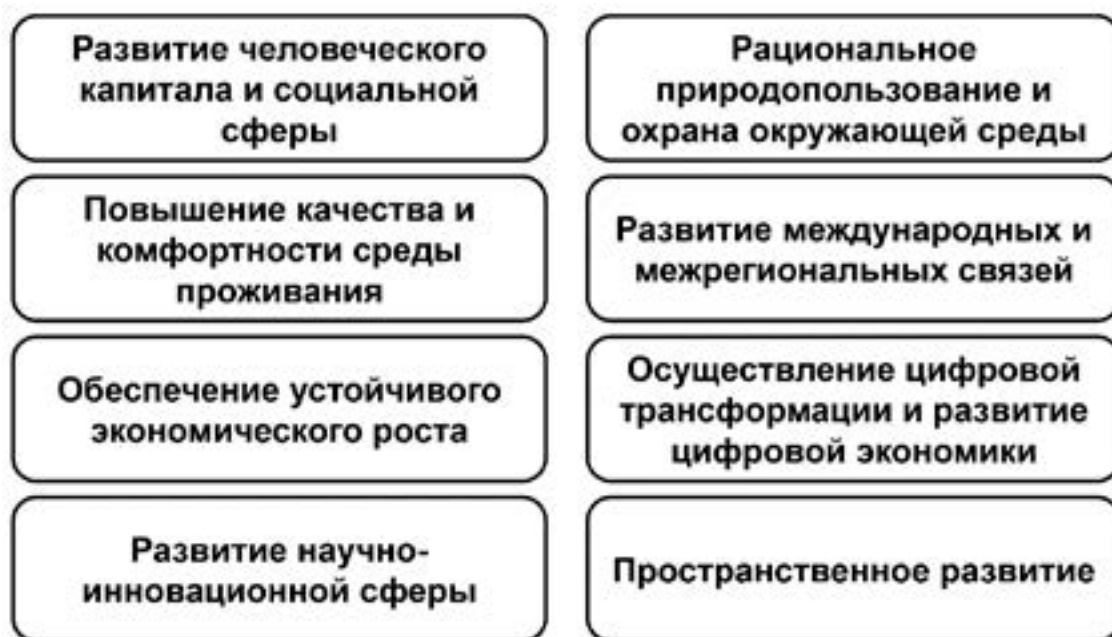 Развитие человеческого
капитала и социальной
сферы
Рациональное
природопользование и
охрана окружающей среды
Повышение качества и
комфортности среды
проживания
Развитие международных и
межрегиональных связей
Обеспечение устойчивого
экономического роста
Осуществление цифровой
трансформации и развитие
цифровой экономики
Развитие научно-
инновационной сферы
Пространственное развитие